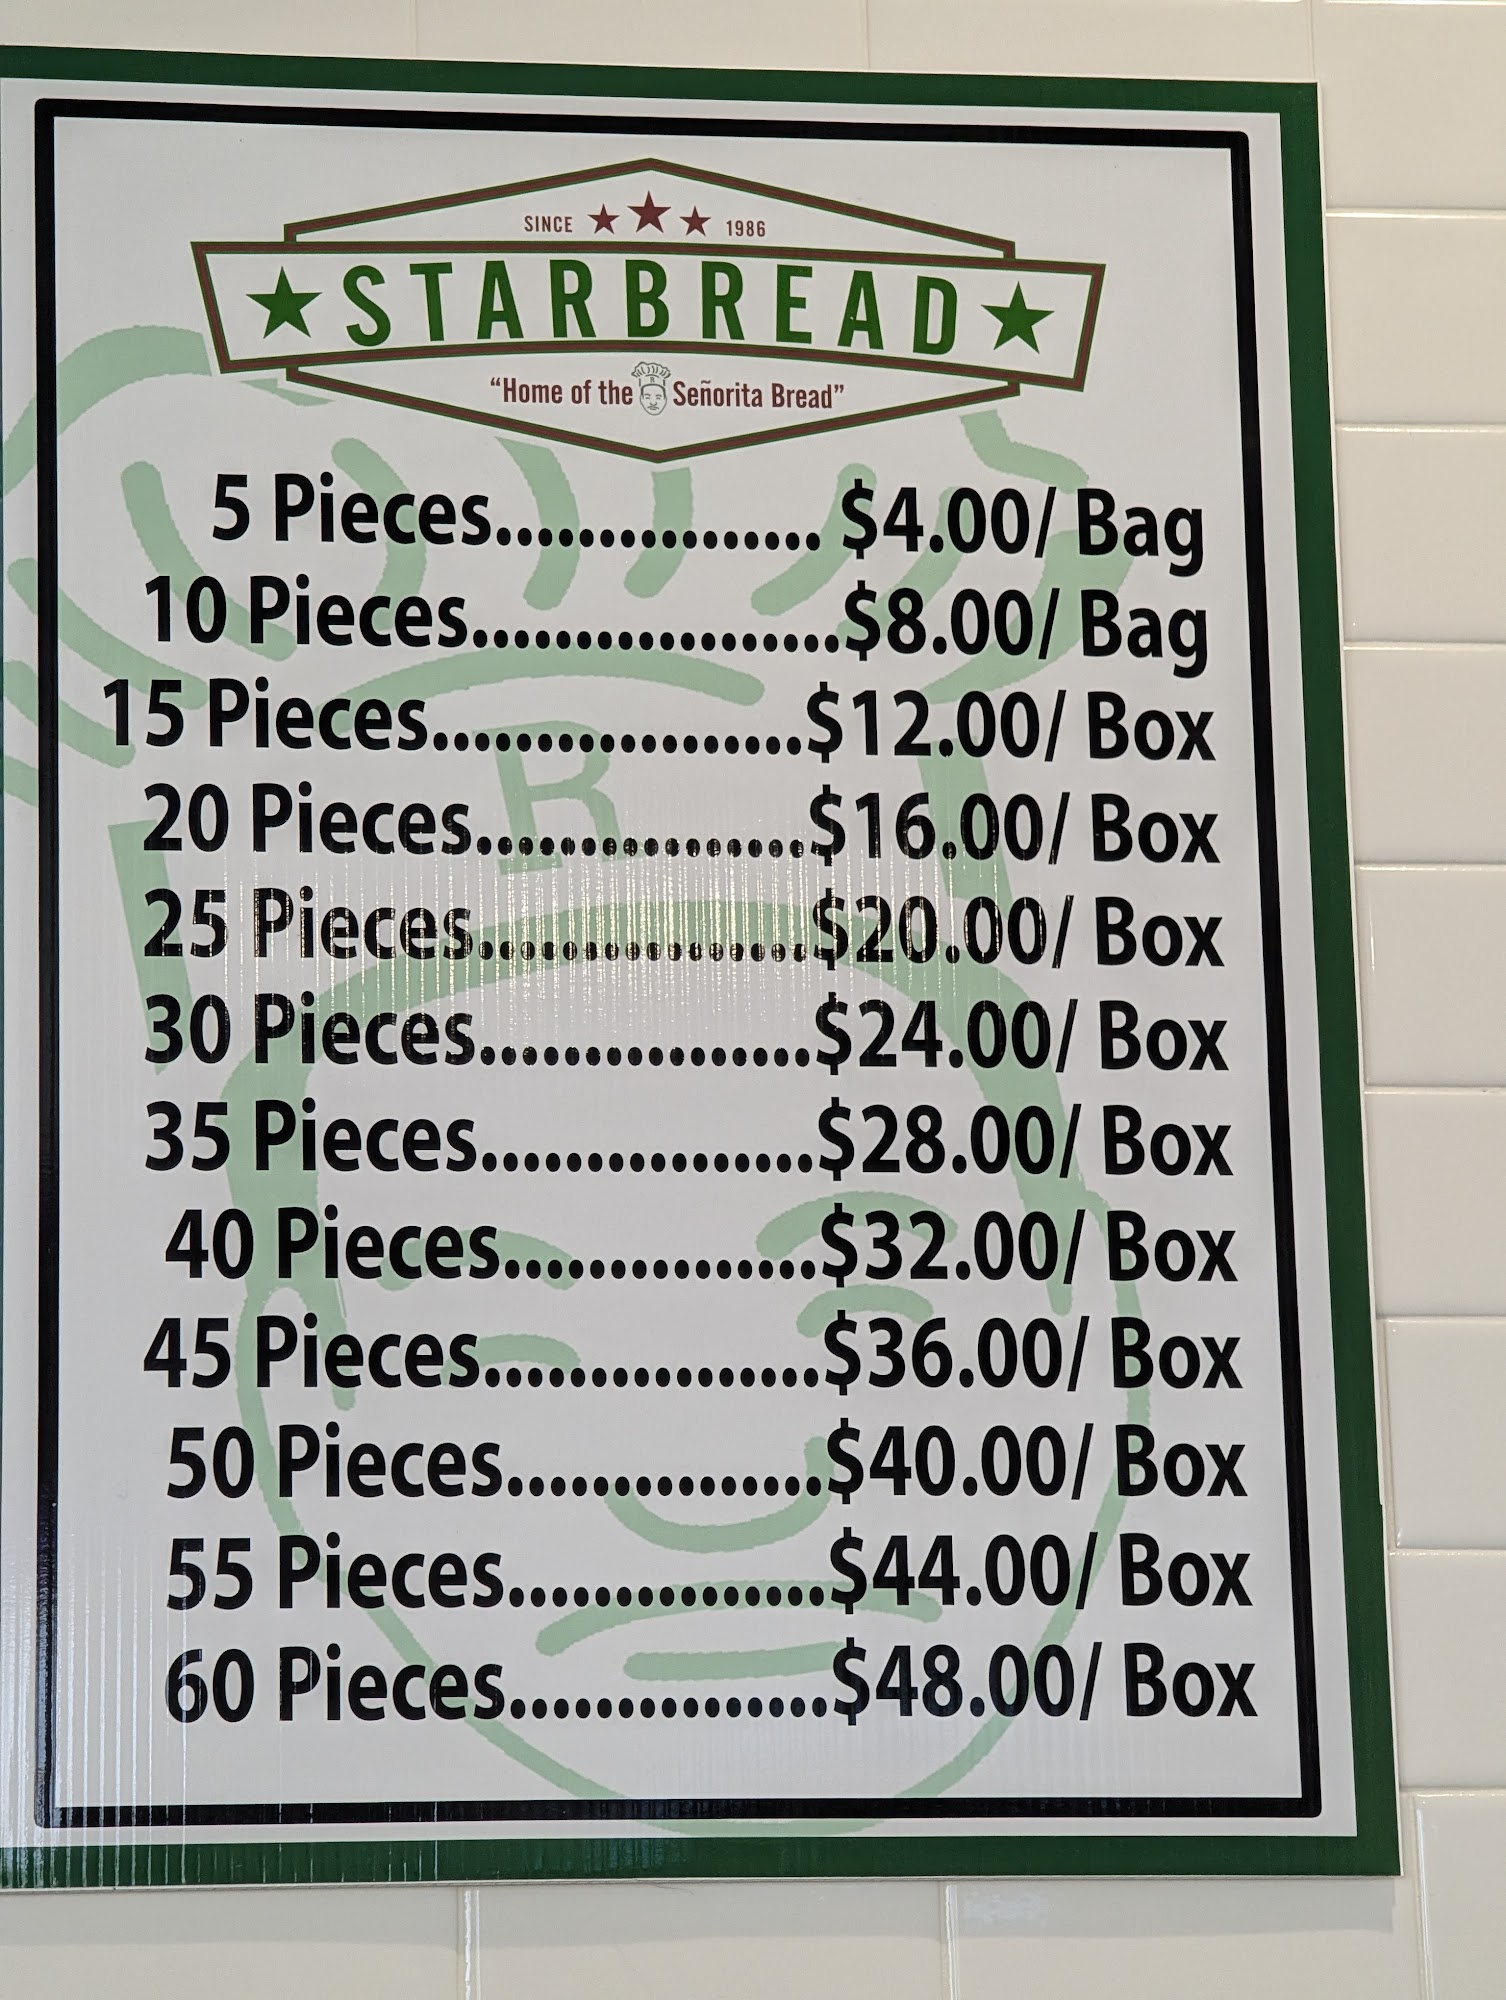 SINCE 1986
STARBREAD
“Home of the Señorita Bread”
R
5 Pieces................ $4.00/ Bag
10 Pieces..................$8.00/ Bag
15 Pieces..................$12.00/ Box
20 Pieces................$16.00/ Box
25 Pieces................$20.00/ Box
30 Pieces................$24.00/ Box
35 Pieces................$28.00/ Box
40 Pieces...............$32.00/ Box
45 Pieces................$36.00/ Box
50 Pieces...............$40.00/ Box
55 Pieces...............$44.00/ Box
60 Pieces...............$48.00/ Box